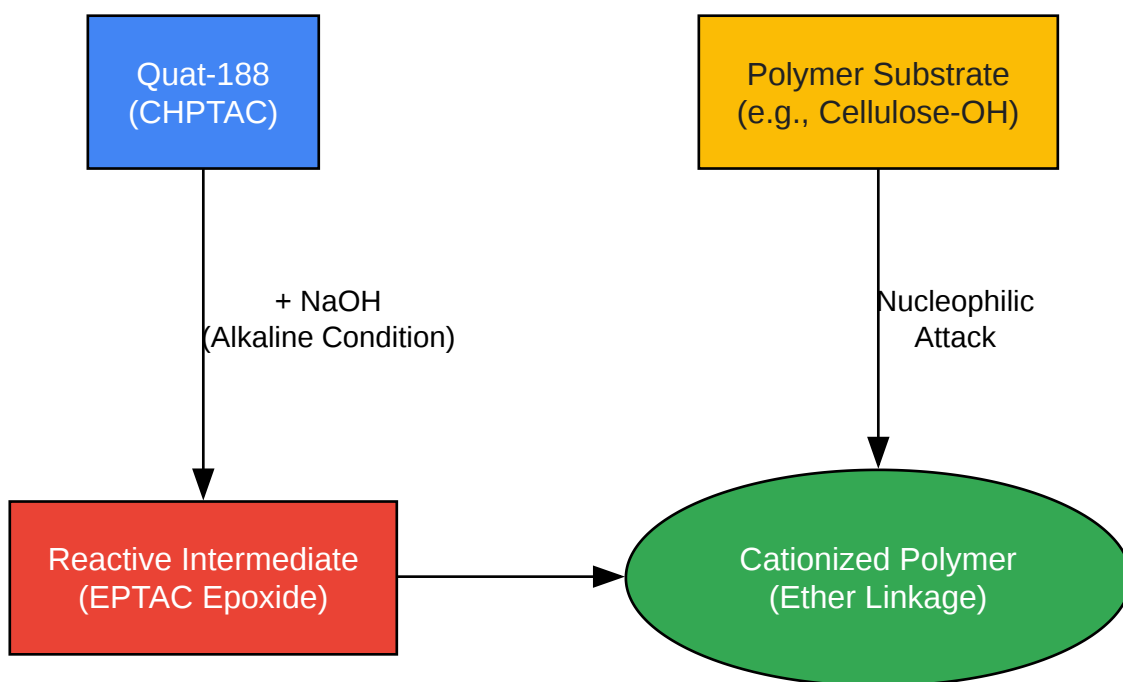 Quat-188
(CHPTAC)
Polymer Substrate
(e.g., Cellulose-OH)
+ NaOH
(Alkaline Condition)
Nucleophilic
Attack
Reactive Intermediate
(EPTAC Epoxide)
Cationized Polymer
(Ether Linkage)